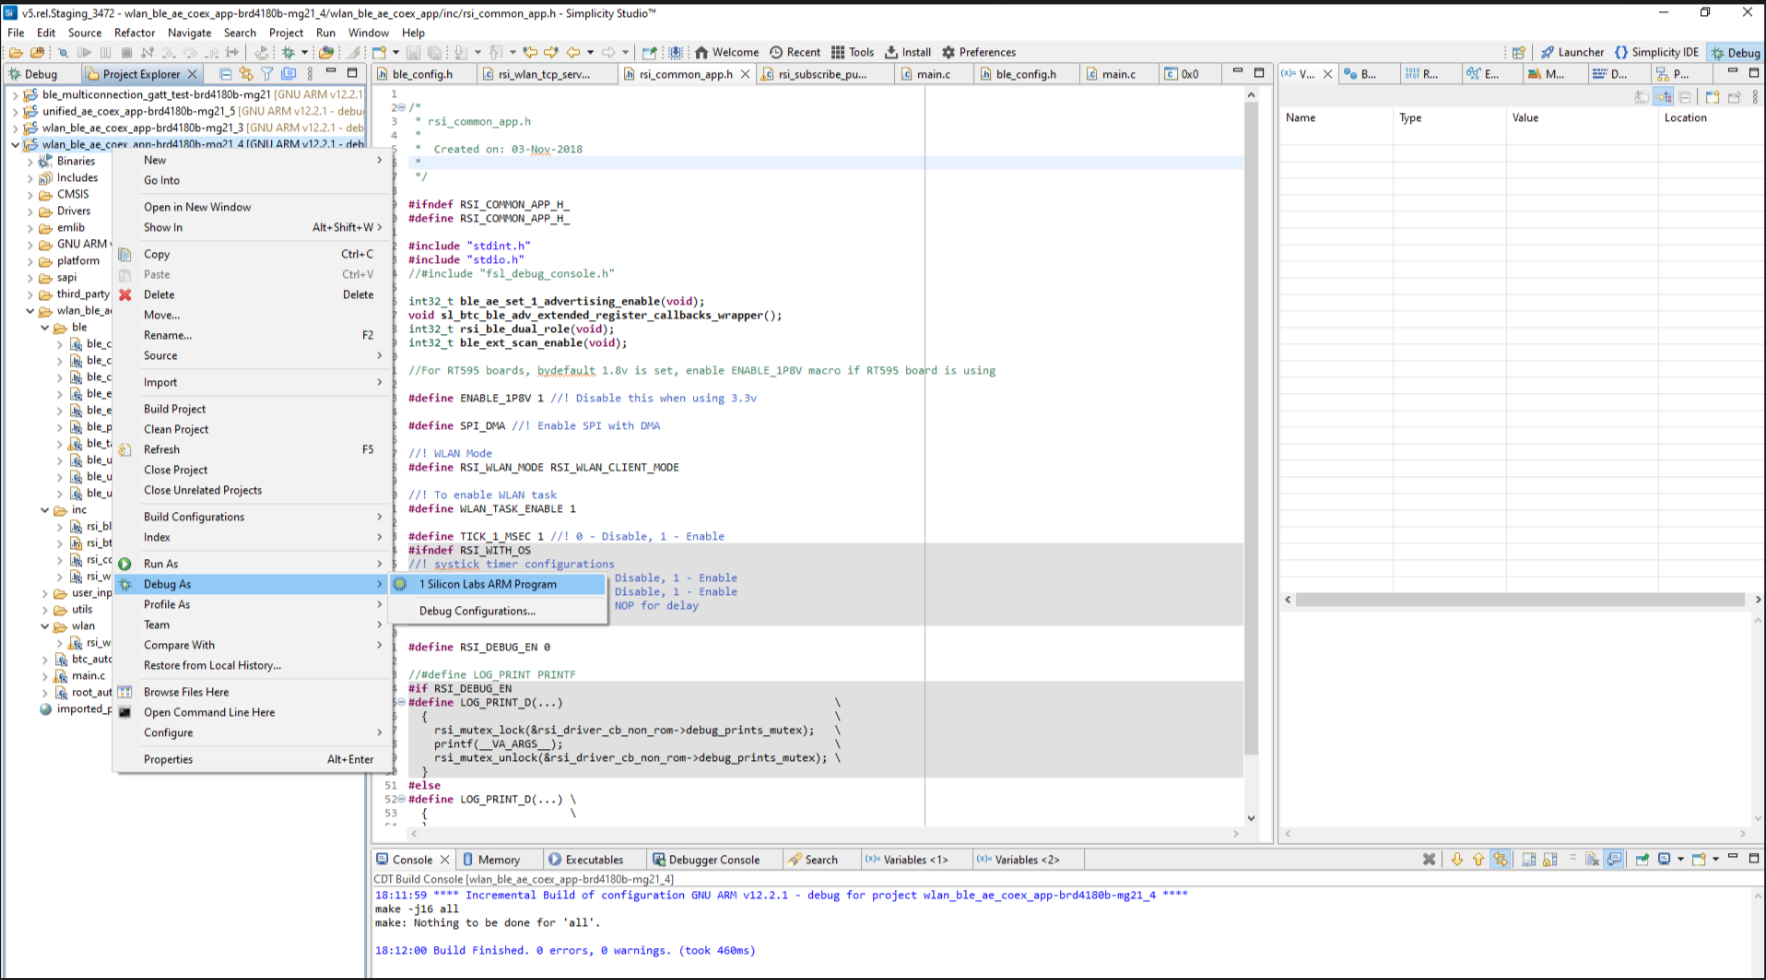 v5.rel.Staging_3472 - wlan_ble_ae_coex_app-brd4180b-mg21_4/wlan_ble_ae_coex_app/inc/rsi_common_app.h - Simplicity Studio™
File Edit Source Refactor Navigate Search Project Run Window Help
Welcome Recent Tools Install Preferences Launcher Simplicity IDE Debug
Debug Project Explorer
ble_config.h rsi_wlan_tcp_serv... rsi_common_app.h rsi_subscribe_pu... main.c ble_config.h main.c 0x0
(x)= V... B... R... E... M... D... P...
ble_multiconnection_gatt_test-brd4180b-mg21 [GNU ARM v12.2.1
unified_ae_coex_app-brd4180b-mg21_5 [GNU ARM v12.2.1 - debu
wlan_ble_ae_coex_app-brd4180b-mg21_3 [GNU ARM v12.2.1 - deb
wlan_ble_ae_coex_app-brd4180b-mg21_4 [GNU ARM v12.2.1 - deb
Binaries
Includes
CMSIS
Drivers
emlib
GNU ARM
platform
sapi
third_party
wlan_ble_a
ble
ble_c
ble_c
ble_c
ble_e
ble_e
ble_p
ble_t
ble_u
ble_u
ble_u
inc
rsi_bl
rsi_bt
rsi_cc
rsi_w
user_inp
utils
wlan
rsi_w
btc_autc
main.c
root_aut
imported_p
New
Go Into
Open in New Window
Show In Alt+Shift+W >
Copy Ctrl+C
Paste Ctrl+V
Delete Delete
Move...
Rename... F2
Source
Import
Build Project
Clean Project
Refresh F5
Close Project
Close Unrelated Projects
Build Configurations
Index
Run As
Debug As
Profile As
Team
Compare With
Restore from Local History...
Browse Files Here
Open Command Line Here
Configure
Properties Alt+Enter
1 Silicon Labs ARM Program
Debug Configurations...
1
2 /*
3 * rsi_common_app.h
4 *
* Created on: 03-Nov-2018
*
*/
#ifndef RSI_COMMON_APP_H_
#define RSI_COMMON_APP_H_
#include "stdint.h"
#include "stdio.h"
//#include "fsl_debug_console.h"
int32_t ble_ae_set_1_advertising_enable(void);
void sl_btc_ble_adv_extended_register_callbacks_wrapper();
int32_t rsi_ble_dual_role(void);
int32_t ble_ext_scan_enable(void);
//For RT595 boards, bydefault 1.8v is set, enable ENABLE_1P8V macro if RT595 board is using
#define ENABLE_1P8V 1 //! Disable this when using 3.3v
#define SPI_DMA //! Enable SPI with DMA
//! WLAN Mode
#define RSI_WLAN_MODE RSI_WLAN_CLIENT_MODE
//! To enable WLAN task
#define WLAN_TASK_ENABLE 1
#define TICK_1_MSEC 1 //! 0 - Disable, 1 - Enable
#ifndef RSI_WITH_OS
//! systick timer configurations
Disable, 1 - Enable
Disable, 1 - Enable
NOP for delay
#define RSI_DEBUG_EN 0
//#define LOG_PRINT PRINTF
#if RSI_DEBUG_EN
#define LOG_PRINT_D(...) \
{ \
rsi_mutex_lock(&rsi_driver_cb_non_rom->debug_prints_mutex); \
printf(__VA_ARGS__); \
rsi_mutex_unlock(&rsi_driver_cb_non_rom->debug_prints_mutex); \
}
51 #else
52 #define LOG_PRINT_D(...) \
53 { \
Name Type Value Location
Console Memory Executables Debugger Console Search (x)= Variables <1> (x)= Variables <2>
CDT Build Console [wlan_ble_ae_coex_app-brd4180b-mg21_4]
18:11:59 **** Incremental Build of configuration GNU ARM v12.2.1 - debug for project wlan_ble_ae_coex_app-brd4180b-mg21_4 ****
make -j16 all
make: Nothing to be done for 'all'.
18:12:00 Build Finished. 0 errors, 0 warnings. (took 460ms)